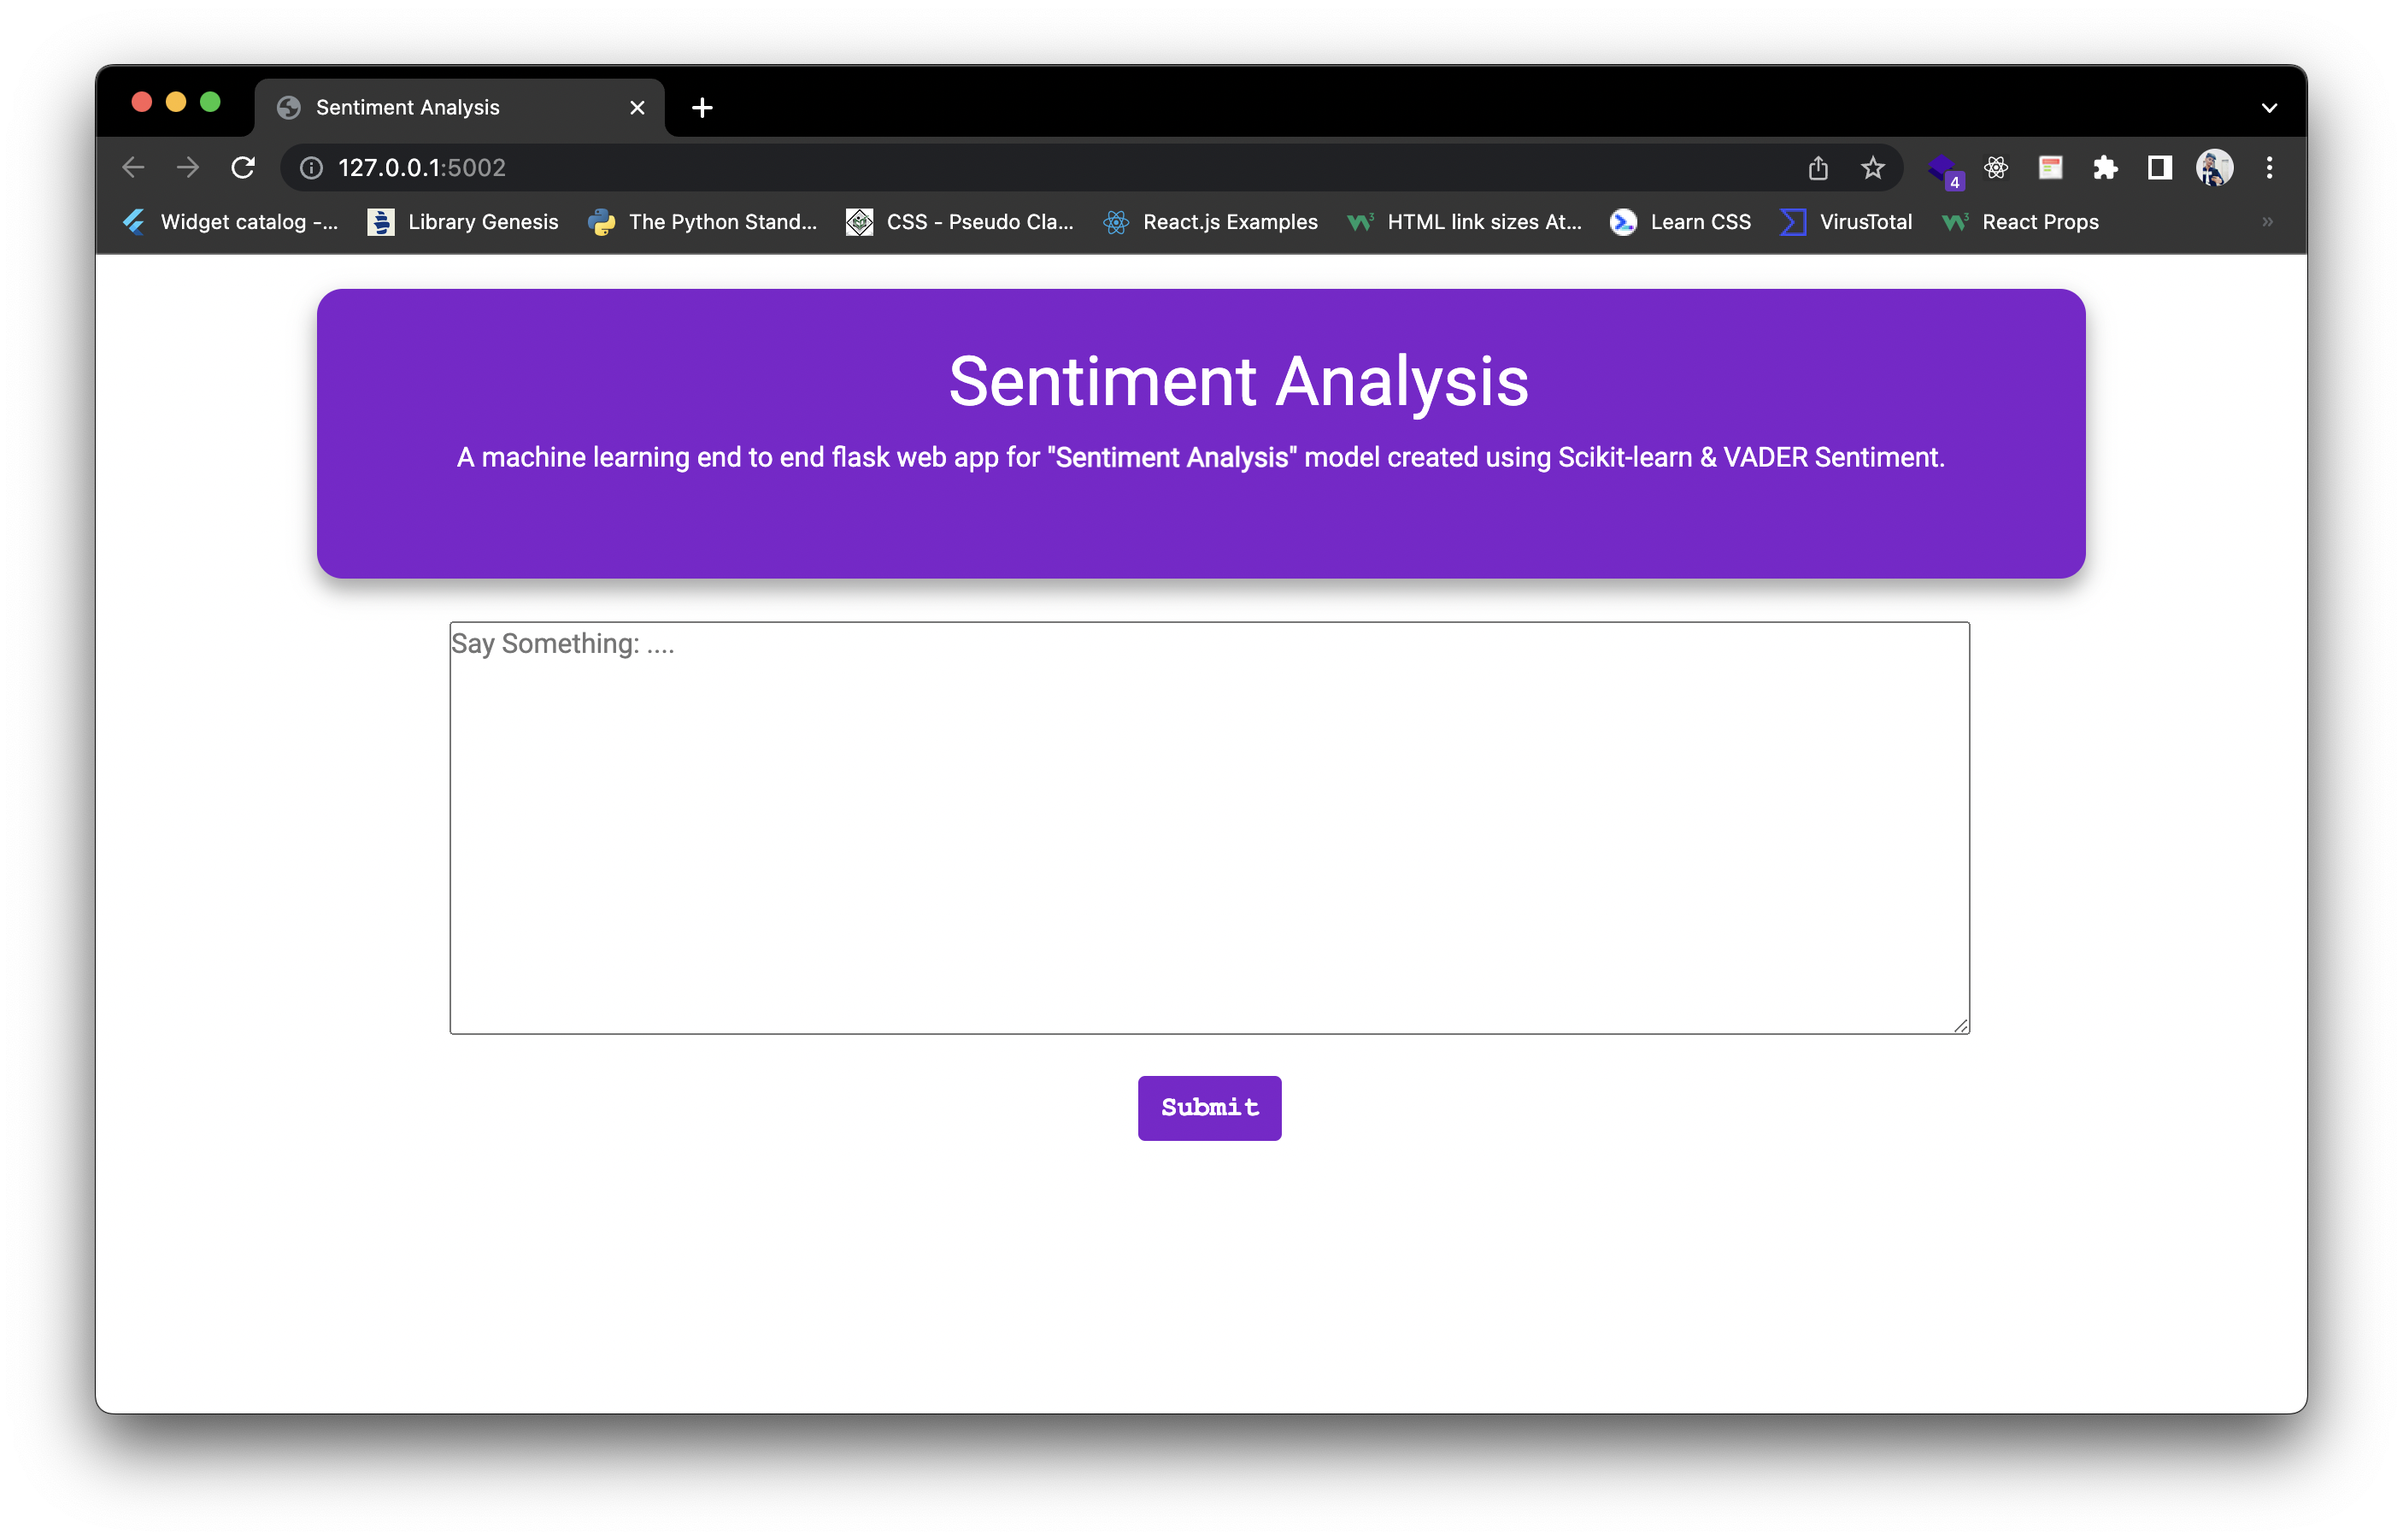 Sentiment Analysis
127.0.0.1:5002
4
Widget catalog -... Library Genesis The Python Stand... CSS - Pseudo Cla... React.js Examples HTML link sizes At... Learn CSS VirusTotal React Props
Sentiment Analysis
A machine learning end to end flask web app for "Sentiment Analysis" model created using Scikit-learn & VADER Sentiment.
Say Something: ....
Submit